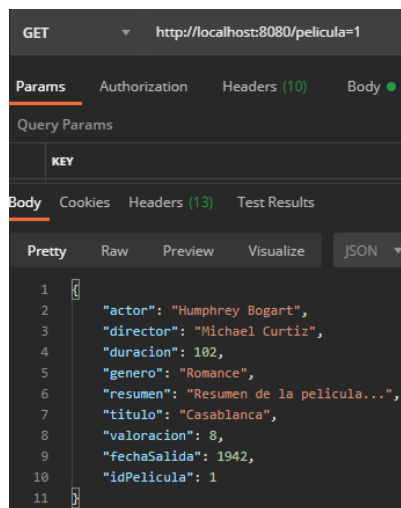 GET http://localhost:8080/pelicula=1
Params Authorization Headers (10) Body
Query Params
KEY
Body Cookies Headers (13) Test Results
Pretty Raw Preview Visualize JSON
1 {
2 "actor": "Humphrey Bogart",
3 "director": "Michael Curtiz",
4 "duracion": 102,
5 "genero": "Romance",
6 "resumen": "Resumen de la pelicula...",
7 "titulo": "Casablanca",
8 "valoracion": 8,
9 "fechaSalida": 1942,
10 "idPelicula": 1
11 }